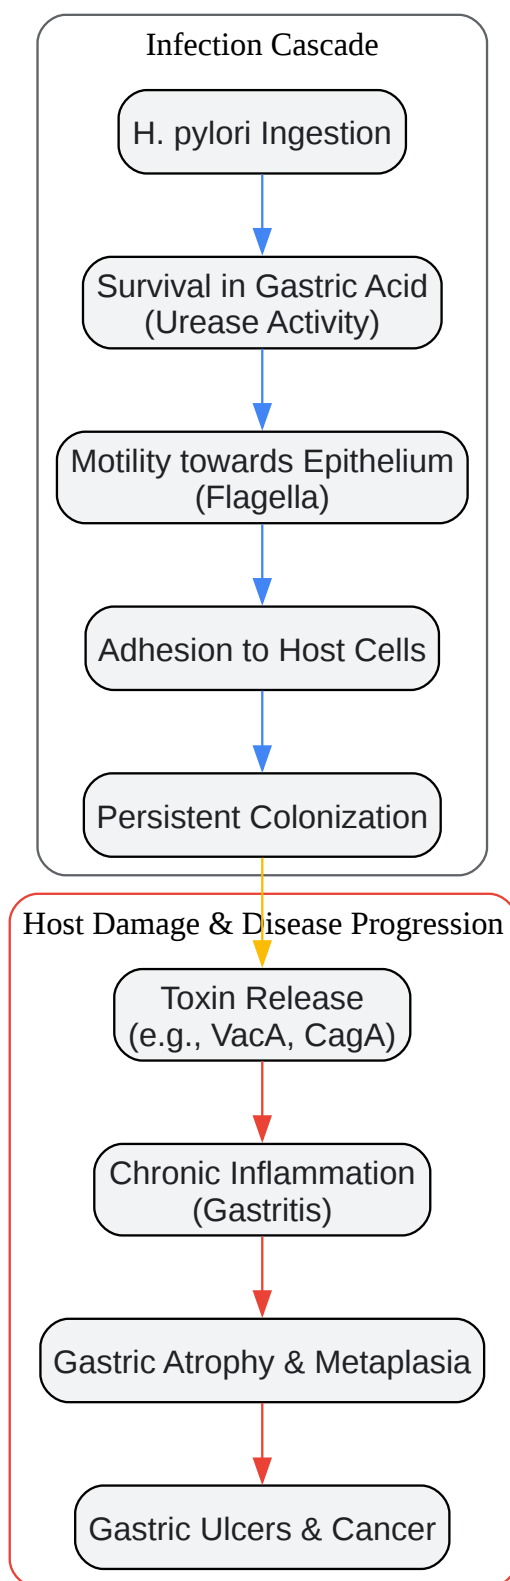 Infection Cascade
H. pylori Ingestion
Survival in Gastric Acid
(Urease Activity)
Motility towards Epithelium
(Flagella)
Adhesion to Host Cells
Persistent Colonization
Host Damage & Disease Progression
Toxin Release
(e.g., VacA, CagA)
Chronic Inflammation
(Gastritis)
Gastric Atrophy & Metaplasia
Gastric Ulcers & Cancer